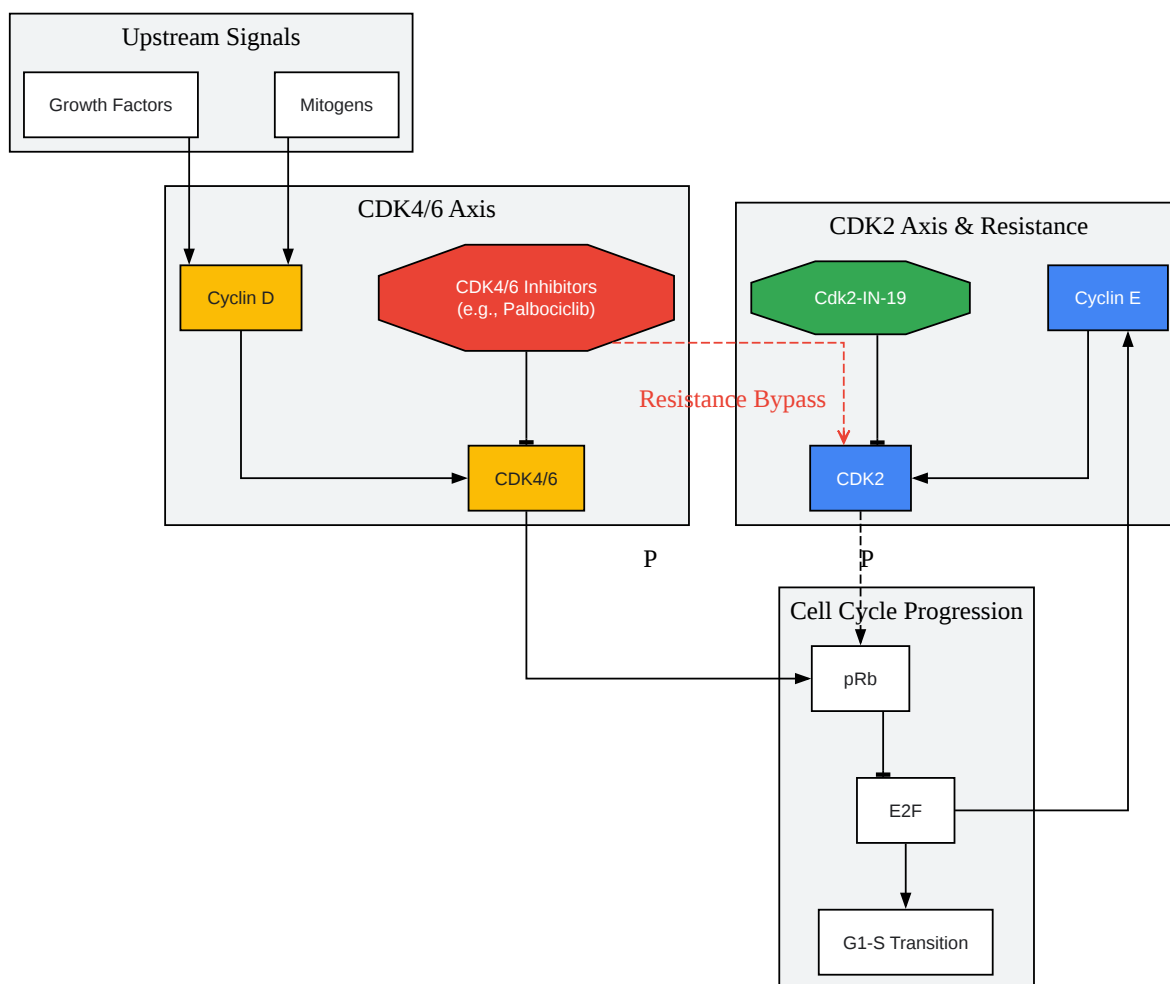 Upstream Signals
Growth Factors
Mitogens
CDK4/6 Axis
CDK2 Axis & Resistance
Cyclin D
CDK4/6 Inhibitors
(e.g., Palbociclib)
Cdk2-IN-19
Cyclin E
Resistance Bypass
CDK4/6
CDK2
P
P
Cell Cycle Progression
pRb
E2F
G1-S Transition